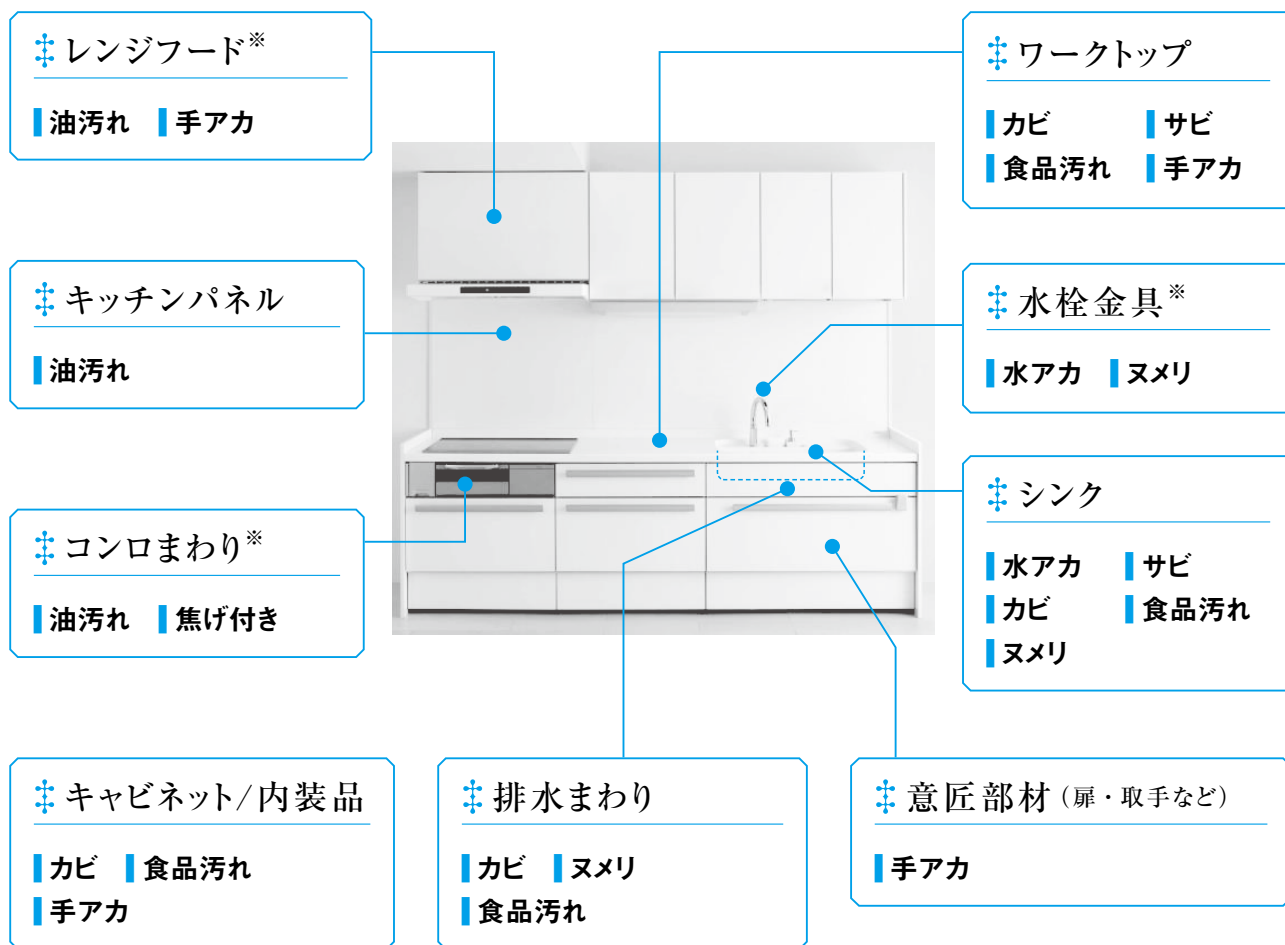 レンジフード※
油汚れ 手アカ
キッチンパネル
油汚れ
コンロまわり※
油汚れ 焦げ付き
キャビネット/内装品
カビ 食品汚れ
手アカ
排水まわり
カビ ヌメリ
食品汚れ
ワークトップ
カビ サビ
食品汚れ 手アカ
水栓金具※
水アカ ヌメリ
シンク
水アカ サビ
カビ 食品汚れ
ヌメリ
意匠部材(扉・取手など)
手アカ